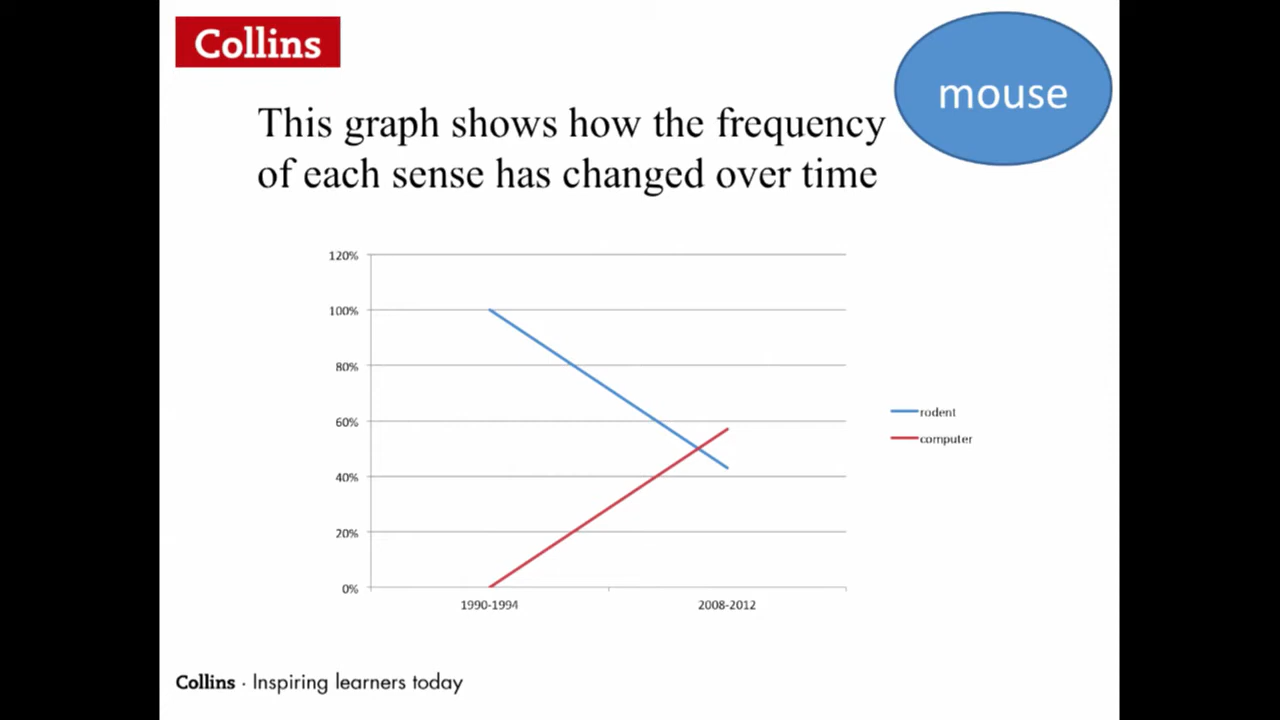 Collins
mouse
This graph shows how the frequency
of each sense has changed over time
120%
100%
80%
60%
40%
20%
0%
1990-1994
2008-2012
rodent
computer
Collins · Inspiring learners today